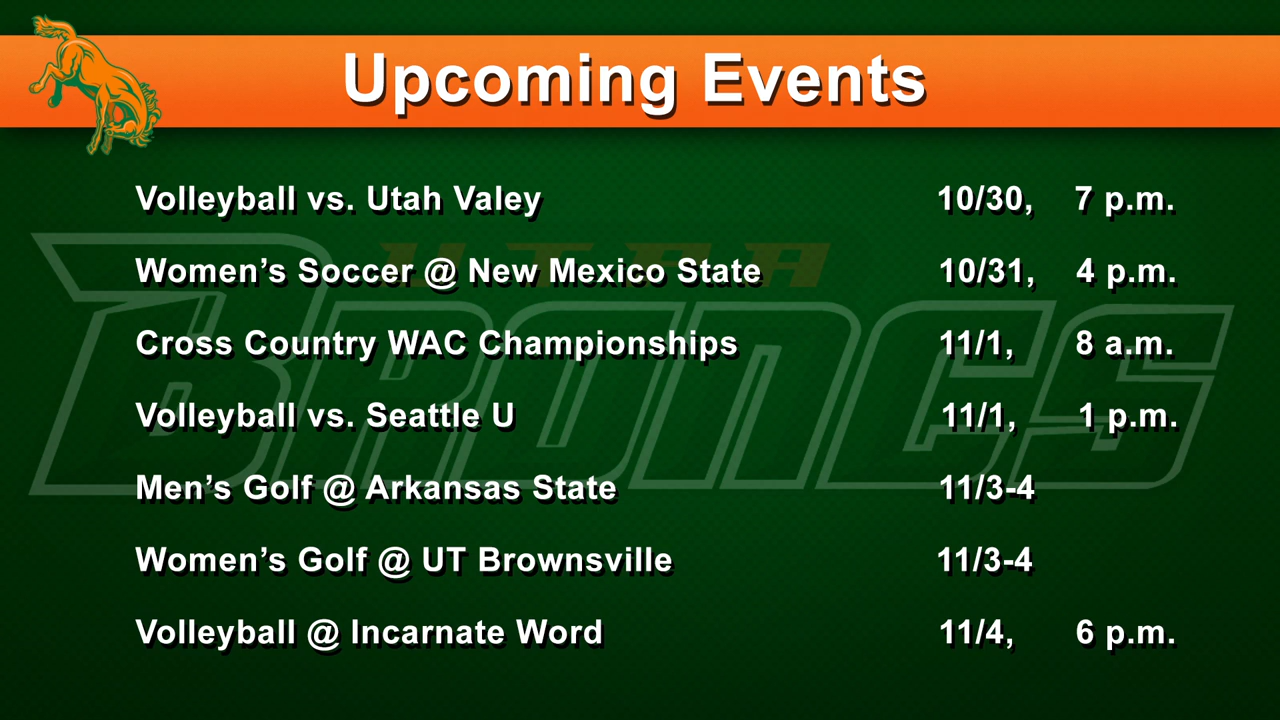 Upcoming Events
Volleyball vs. Utah Valey 10/30, 7 p.m.
UTPA
Women’s Soccer @ New Mexico State 10/31, 4 p.m.
BRONCS
Cross Country WAC Championships 11/1, 8 a.m.
Volleyball vs. Seattle U 11/1, 1 p.m.
Men’s Golf @ Arkansas State 11/3-4
Women’s Golf @ UT Brownsville 11/3-4
Volleyball @ Incarnate Word 11/4, 6 p.m.